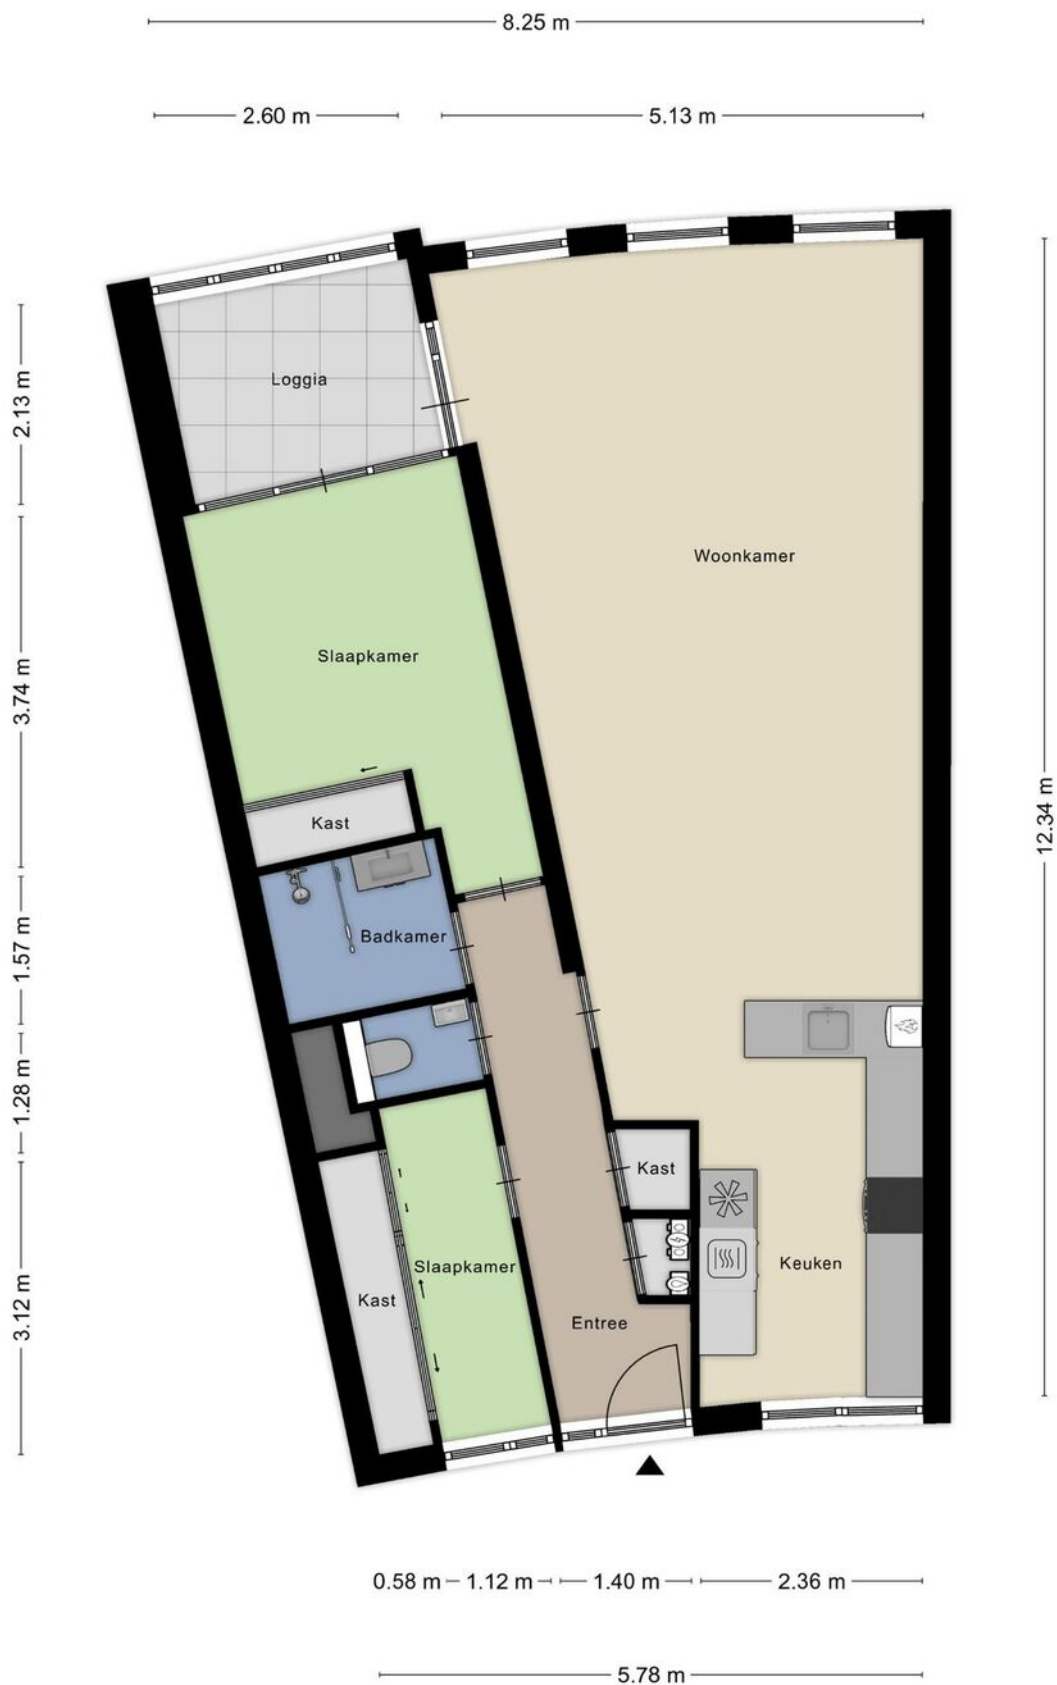 8.25 m
2.60 m
5.13 m
Loggia
2.13 m
Woonkamer
Slaapkamer
3.74 m
12.34 m
Kast
Badkamer
1.57 m
1.28 m
Kast
Keuken
Slaapkamer
Kast
3.12 m
Entree
0.58 m
1.12 m
1.40 m
2.36 m
5.78 m